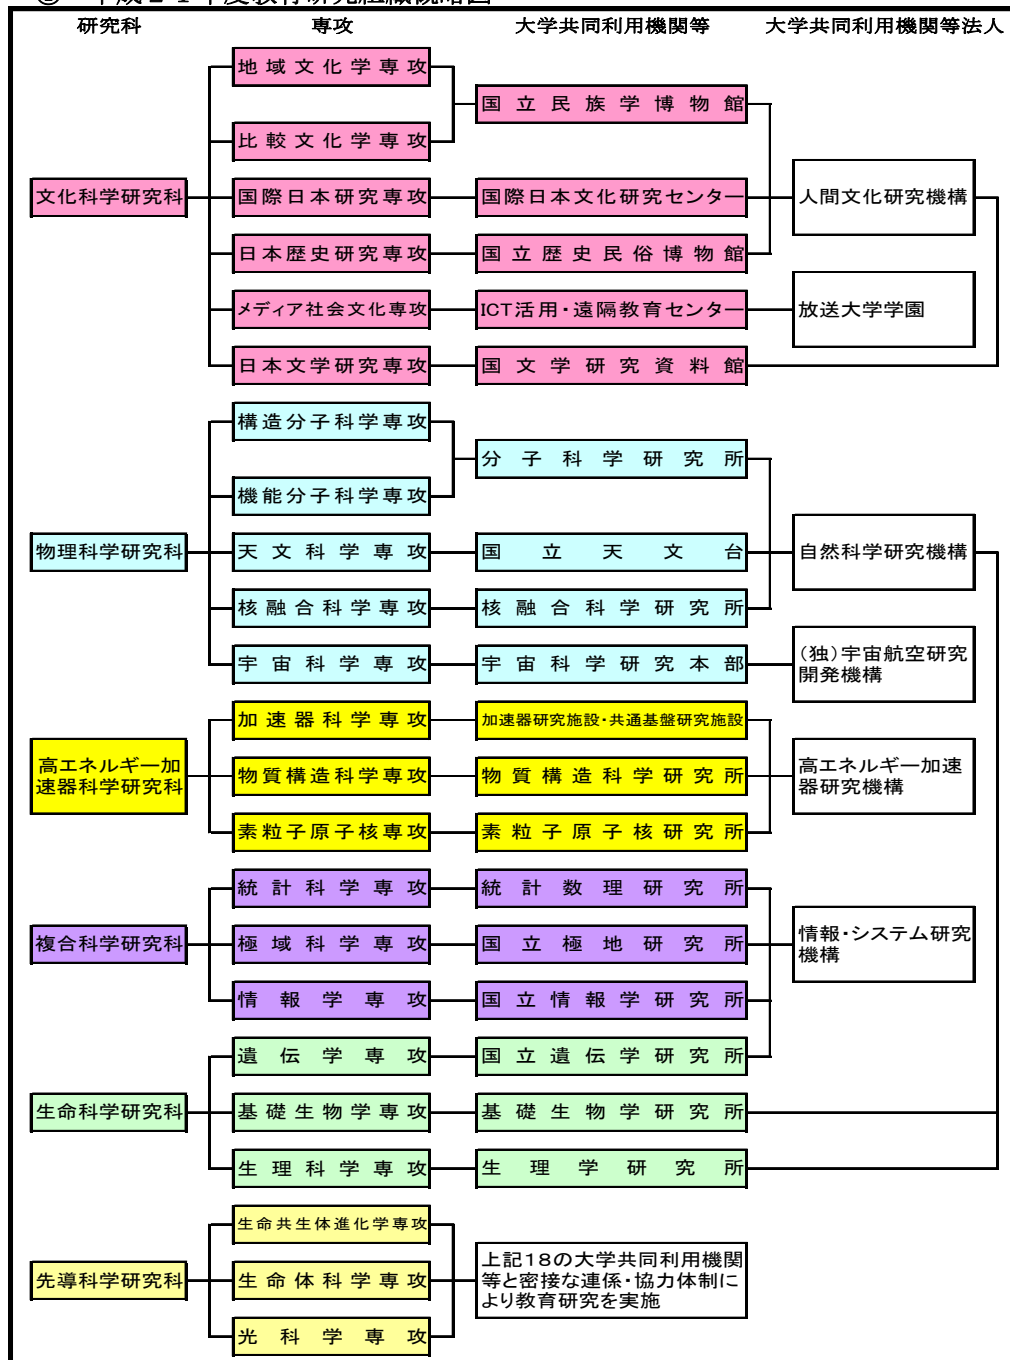 研究科 専攻 大学共同利用機関等 大学共同利用機関等法人
地域文化学専攻
国立民族学博物館
比較文化学専攻
文化科学研究科 国際日本研究専攻 国際日本文化研究センター 人間文化研究機構
日本歴史研究専攻 国立歴史民俗博物館
メディア社会文化専攻 ICT活用・遠隔教育センター 放送大学学園
日本文学研究専攻 国文学研究資料館
構造分子科学専攻
分子科学研究所
機能分子科学専攻
物理科学研究科 天文科学専攻 国立天文台 自然科学研究機構
核融合科学専攻 核融合科学研究所
宇宙科学専攻 宇宙科学研究本部 (独)宇宙航空研究
開発機構
加速器科学専攻 加速器研究施設・共通基盤研究施設
高エネルギー加
速器科学研究科 物質構造科学専攻 物質構造科学研究所 高エネルギー加速
器研究機構
素粒子原子核専攻 素粒子原子核研究所
統計科学専攻 統計数理研究所
複合科学研究科 極域科学専攻 国立極地研究所 情報・システム研究
機構
情報学専攻 国立情報学研究所
遺伝学専攻 国立遺伝学研究所
生命科学研究科 基礎生物学専攻 基礎生物学研究所
生理科学専攻 生理学研究所
生命共生体進化学専攻
先導科学研究科 生命体科学専攻 上記18の大学共同利用機関
等と密接な連係・協力体制に
より教育研究を実施
光科学専攻